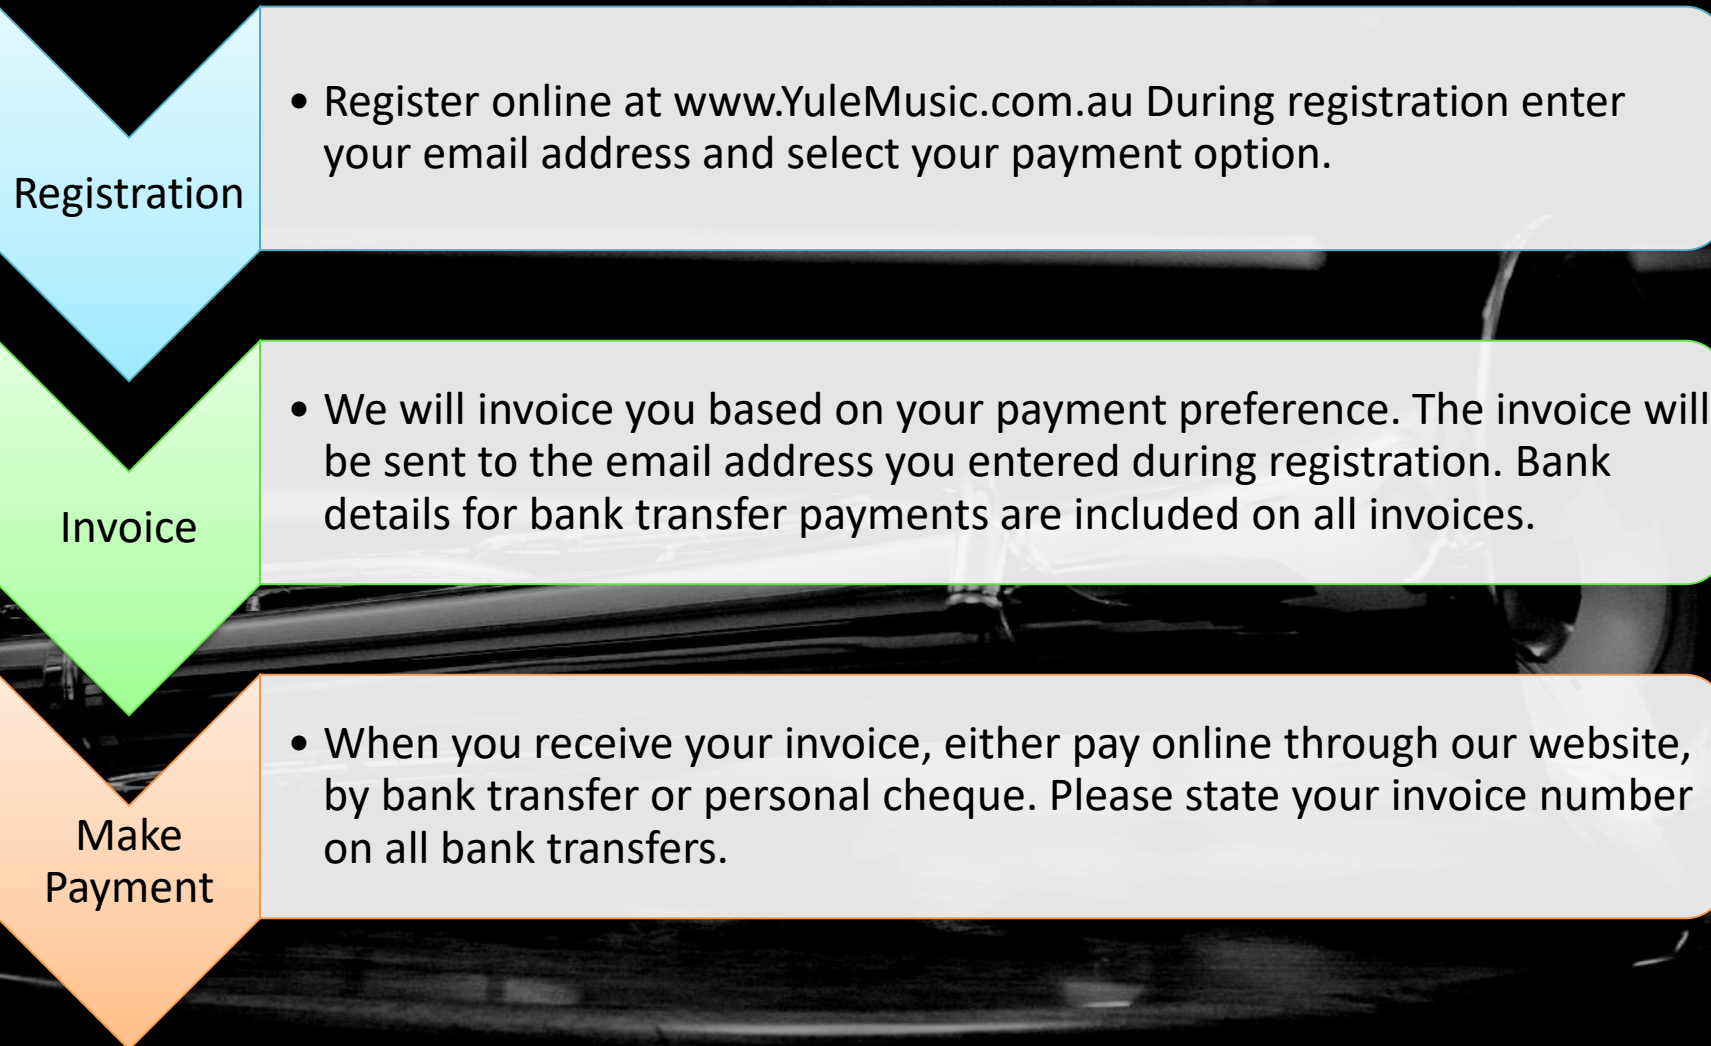 Registration
• Register online at www.YuleMusic.com.au During registration enter
your email address and select your payment option.
Invoice
• We will invoice you based on your payment preference. The invoice will
be sent to the email address you entered during registration. Bank
details for bank transfer payments are included on all invoices.
Make
Payment
• When you receive your invoice, either pay online through our website,
by bank transfer or personal cheque. Please state your invoice number
on all bank transfers.